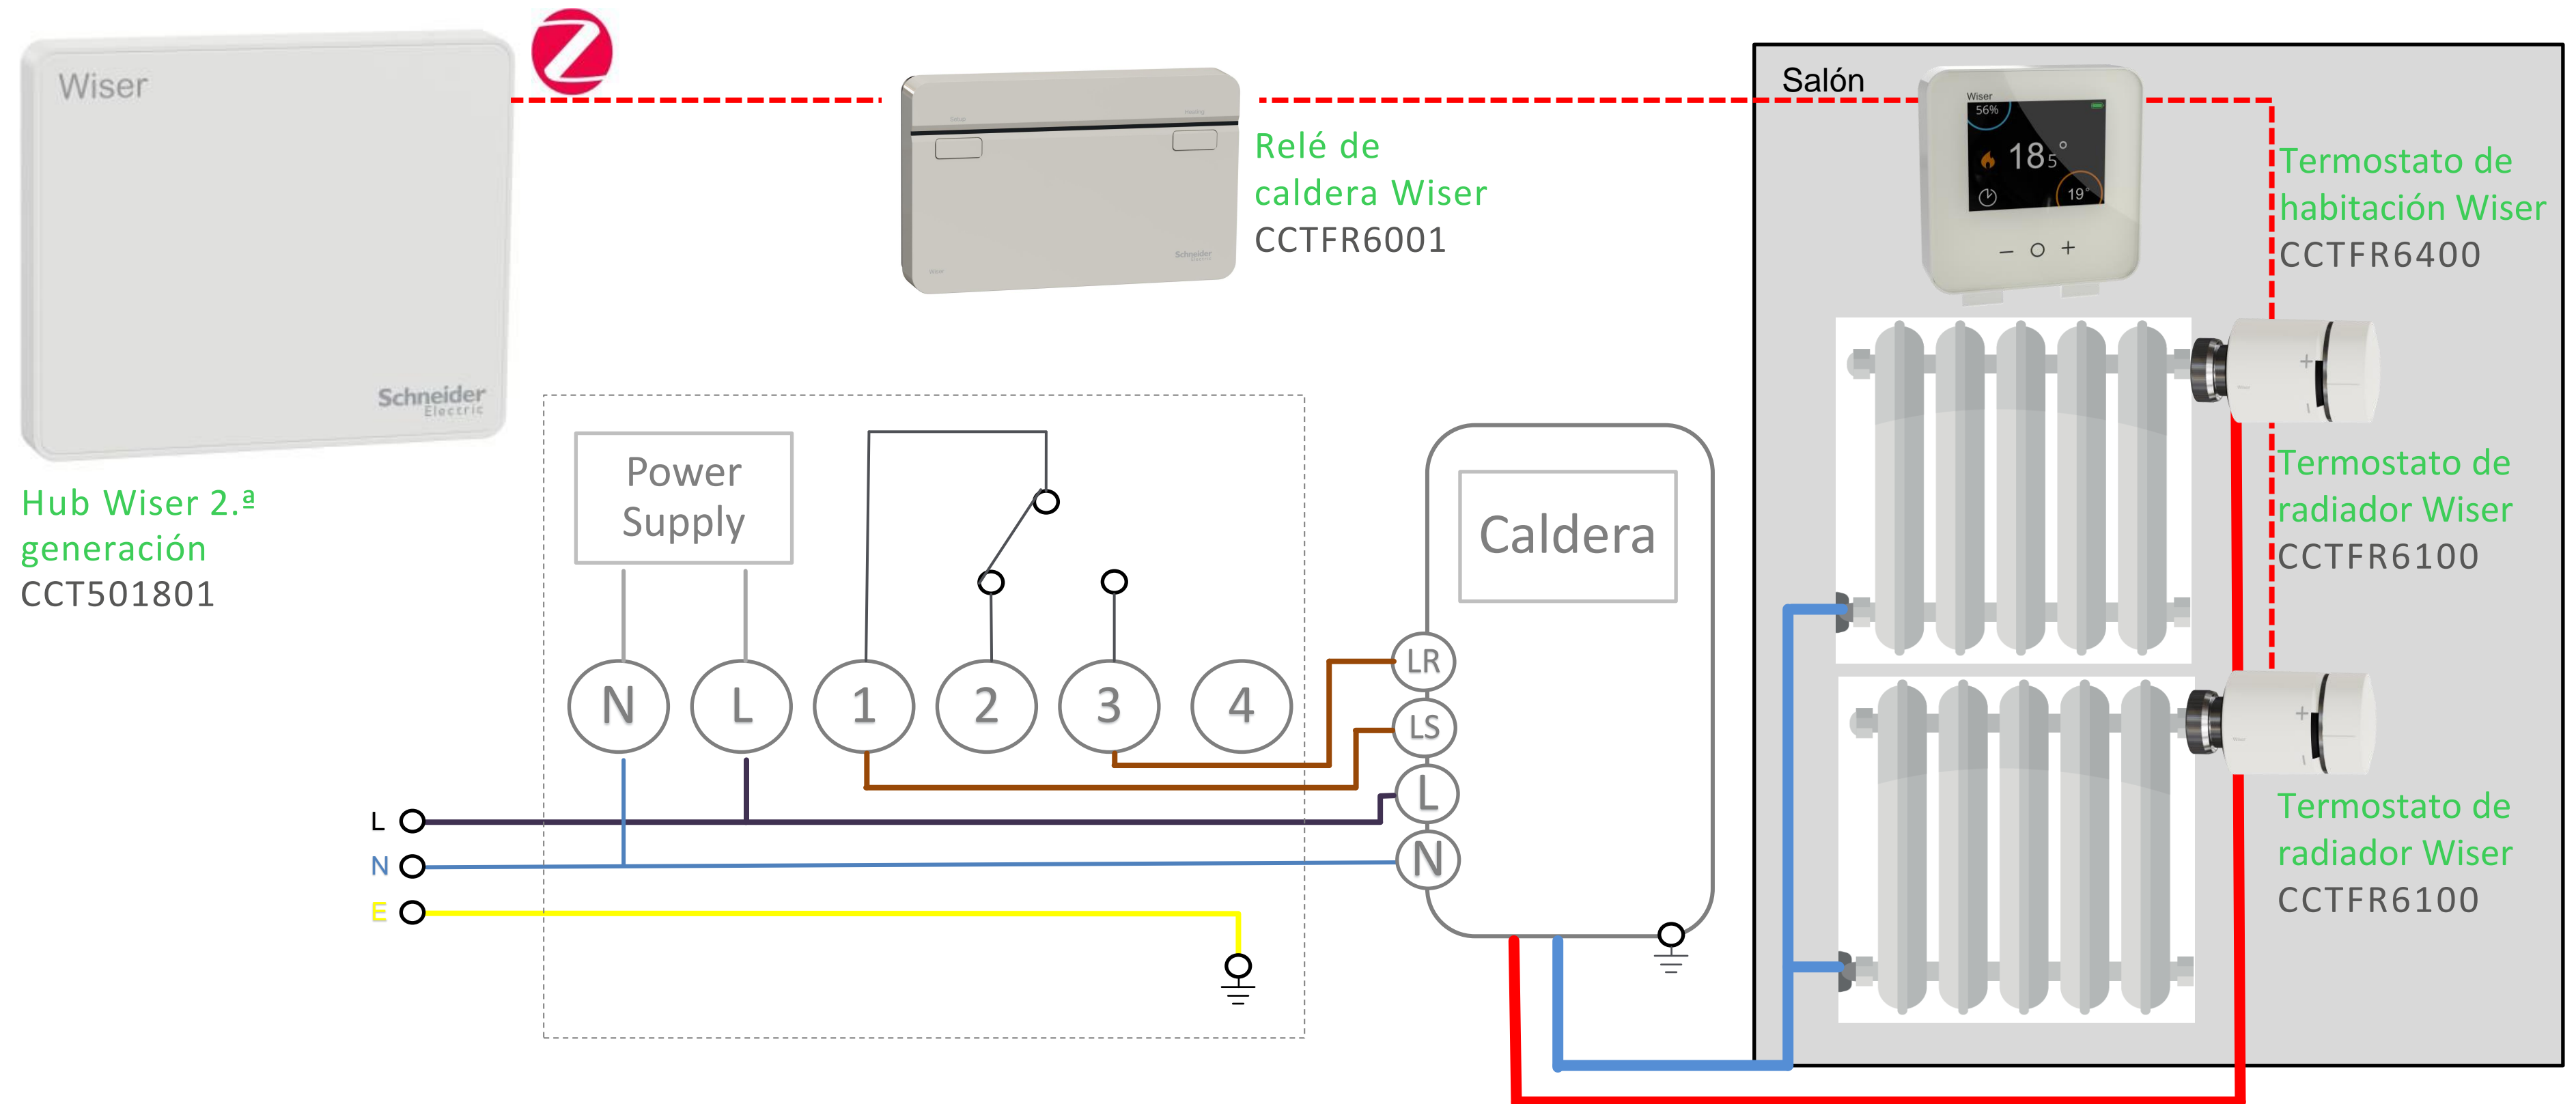 Wiser
Schneider
Electric
Hub Wiser 2.ª
generación
CCT501801
Schneider
Electric
Relé de
caldera Wiser
CCTFR6001
Salón
Wiser
56%
18 5°
19°
− O +
Termostato de
habitación Wiser
CCTFR6400
Termostato de
radiador Wiser
CCTFR6100
Termostato de
radiador Wiser
CCTFR6100
Power
Supply
N L 1 2 3 4
L
N
E
Caldera
LR
LS
L
N